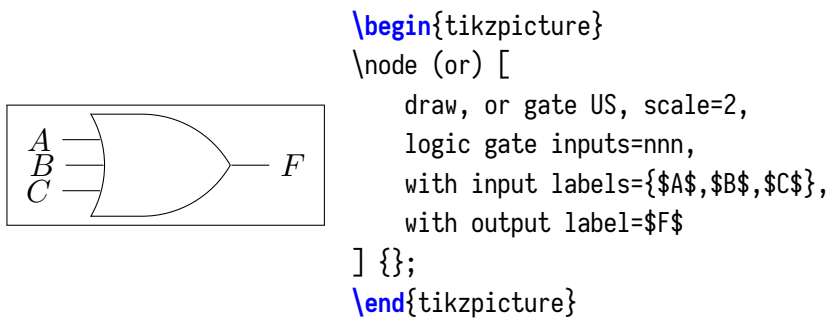 A
B
C
F
\begin{tikzpicture}
\node (or) [
    draw, or gate US, scale=2,
    logic gate inputs=nnn,
    with input labels={$A$,$B$,$C$},
    with output label=$F$
] {};
\end{tikzpicture}